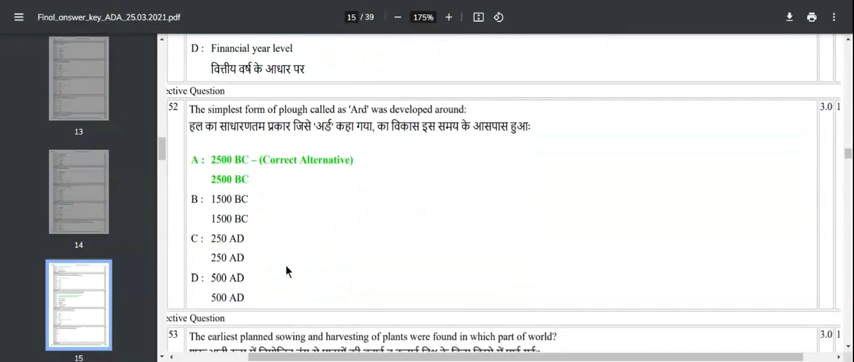 Final_answer_key_ADA_25.03.2021.pdf
15 / 39
175%
D : Financial year level
वित्तीय वर्ष के आधार पर
ective Question
52 The simplest form of plough called as 'Ard' was developed around: 3.0 1
हल का साधारणतम प्रकार जिसे 'अर्ड' कहा गया, का विकास इस समय के आसपास हुआः
A : 2500 BC – (Correct Alternative)
2500 BC
B : 1500 BC
1500 BC
C : 250 AD
250 AD
D : 500 AD
500 AD
ective Question
53 The earliest planned sowing and harvesting of plants were found in which part of world? 3.0 1
13
14
15